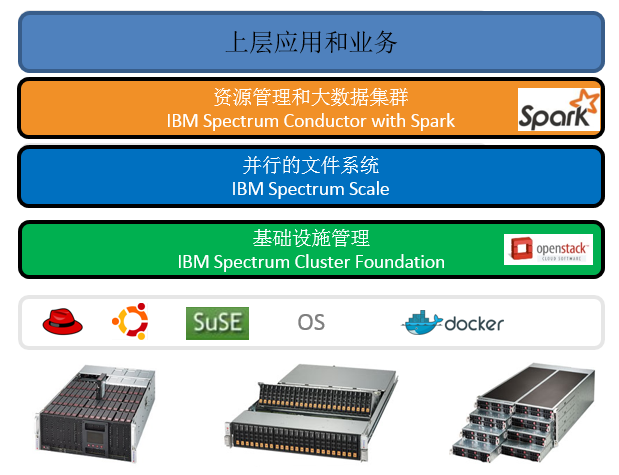 上层应用和业务
资源管理和大数据集群
IBM Spectrum Conductor with Spark
Spark
并行的文件系统
IBM Spectrum Scale
基础设施管理
IBM Spectrum Cluster Foundation
openstack
CLOUD SOFTWARE
SuSE
OS
docker